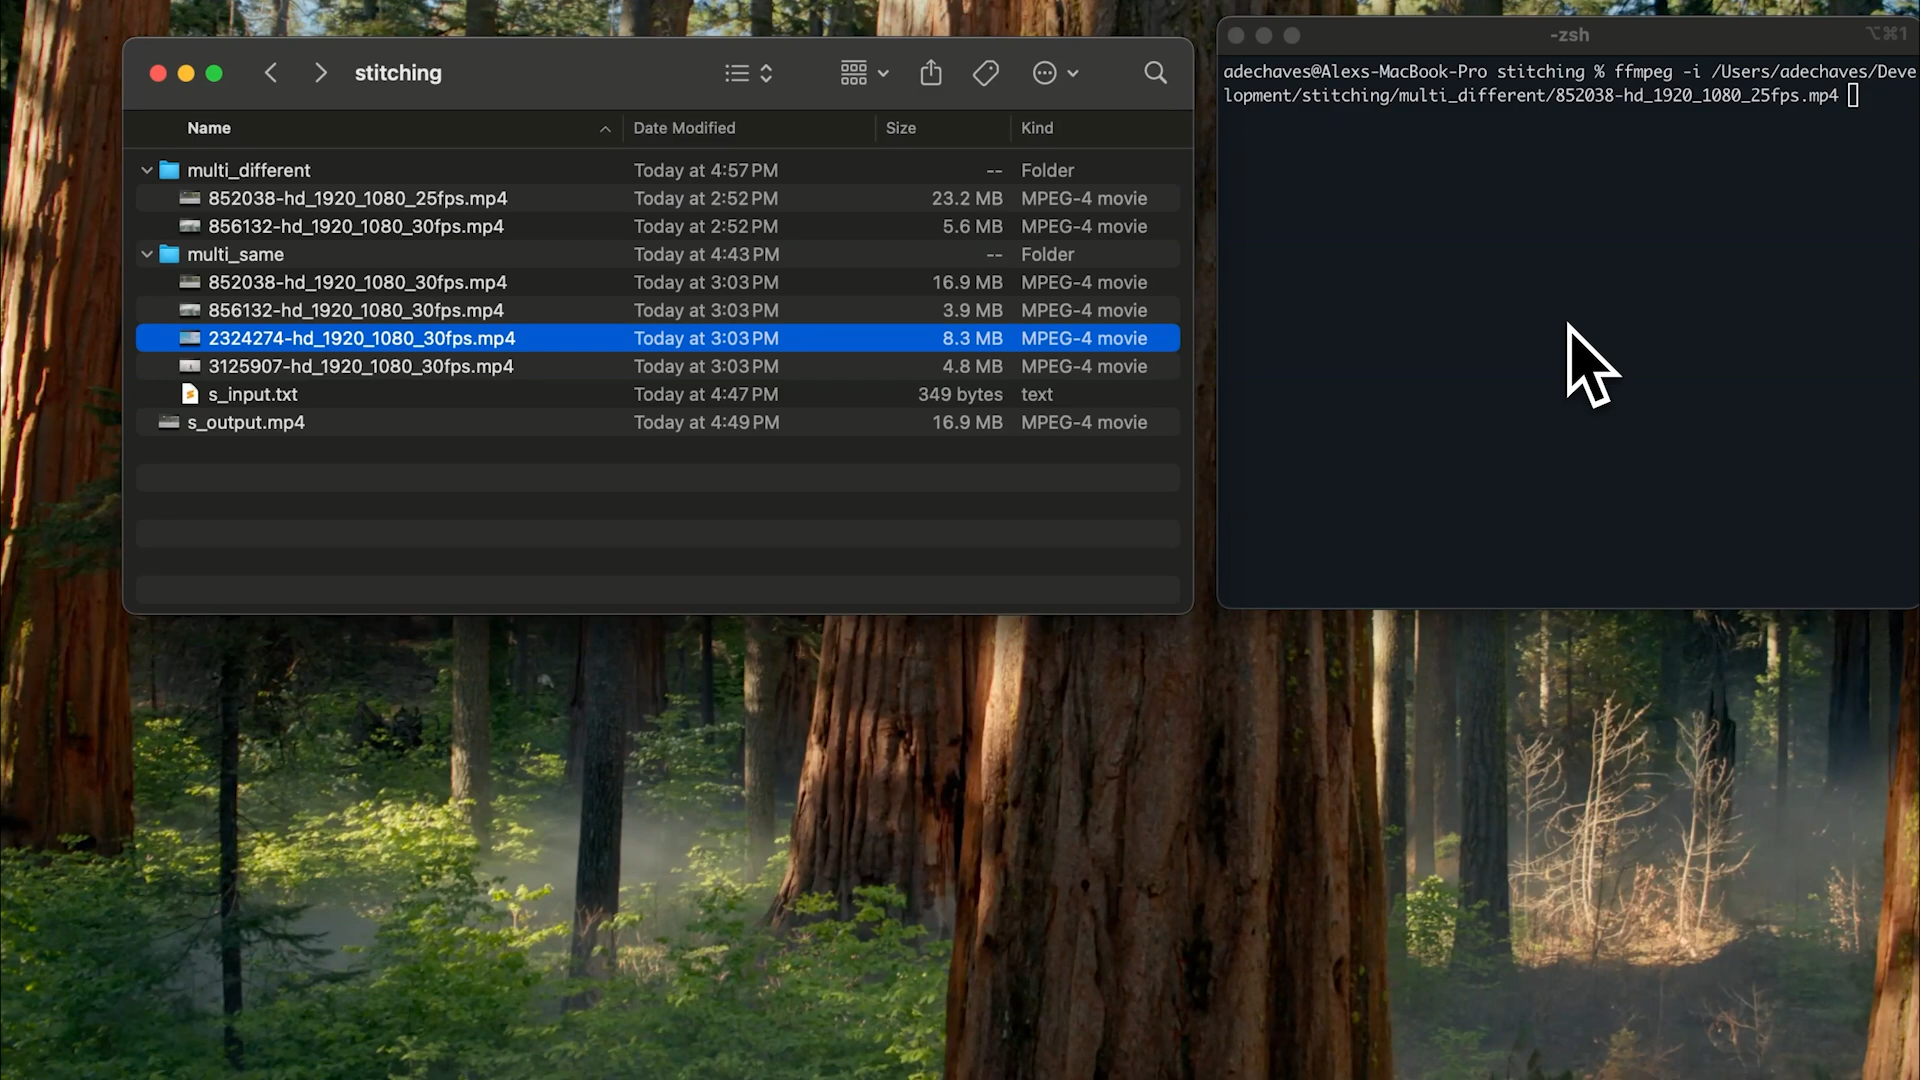 stitching
Name Date Modified Size Kind
multi_different Today at 4:57 PM -- Folder
852038-hd_1920_1080_25fps.mp4 Today at 2:52 PM 23.2 MB MPEG-4 movie
856132-hd_1920_1080_30fps.mp4 Today at 2:52 PM 5.6 MB MPEG-4 movie
multi_same Today at 4:43 PM -- Folder
852038-hd_1920_1080_30fps.mp4 Today at 3:03 PM 16.9 MB MPEG-4 movie
856132-hd_1920_1080_30fps.mp4 Today at 3:03 PM 3.9 MB MPEG-4 movie
2324274-hd_1920_1080_30fps.mp4 Today at 3:03 PM 8.3 MB MPEG-4 movie
3125907-hd_1920_1080_30fps.mp4 Today at 3:03 PM 4.8 MB MPEG-4 movie
s_input.txt Today at 4:47 PM 349 bytes text
s_output.mp4 Today at 4:49 PM 16.9 MB MPEG-4 movie
-zsh ⌥⌘1
adechaves@Alexs-MacBook-Pro stitching % ffmpeg -i /Users/adechaves/Deve
lopment/stitching/multi_different/852038-hd_1920_1080_25fps.mp4